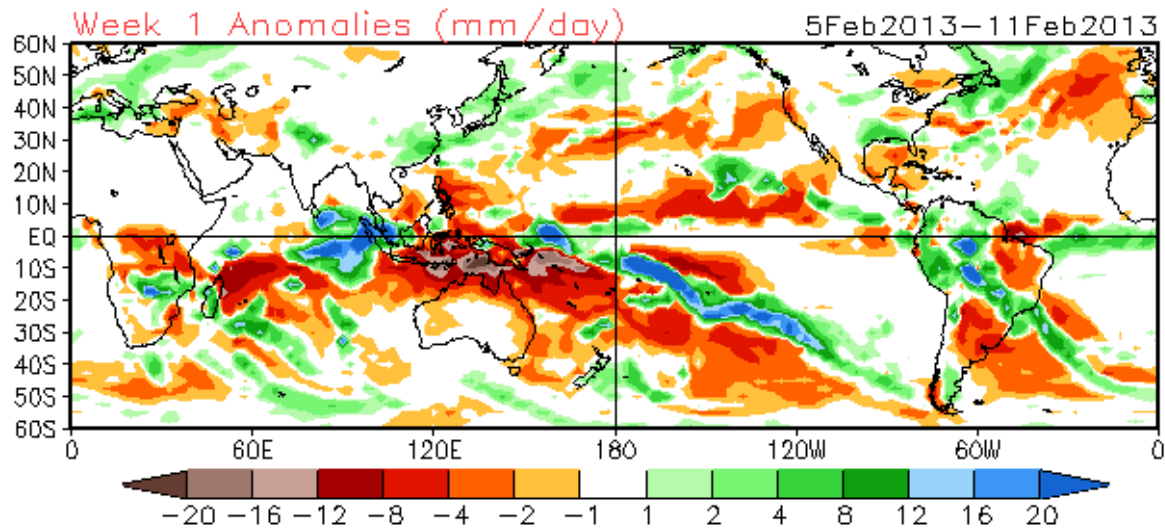 Week 1 Anomalies (mm/day) 5Feb2013-11Feb2013
60N
50N
40N
30N
20N
10N
EQ
10S
20S
30S
40S
50S
60S
0 60E 120E 180 120W 60W 0
-20 -16 -12 -8 -4 -2 -1 1 2 4 8 12 16 20